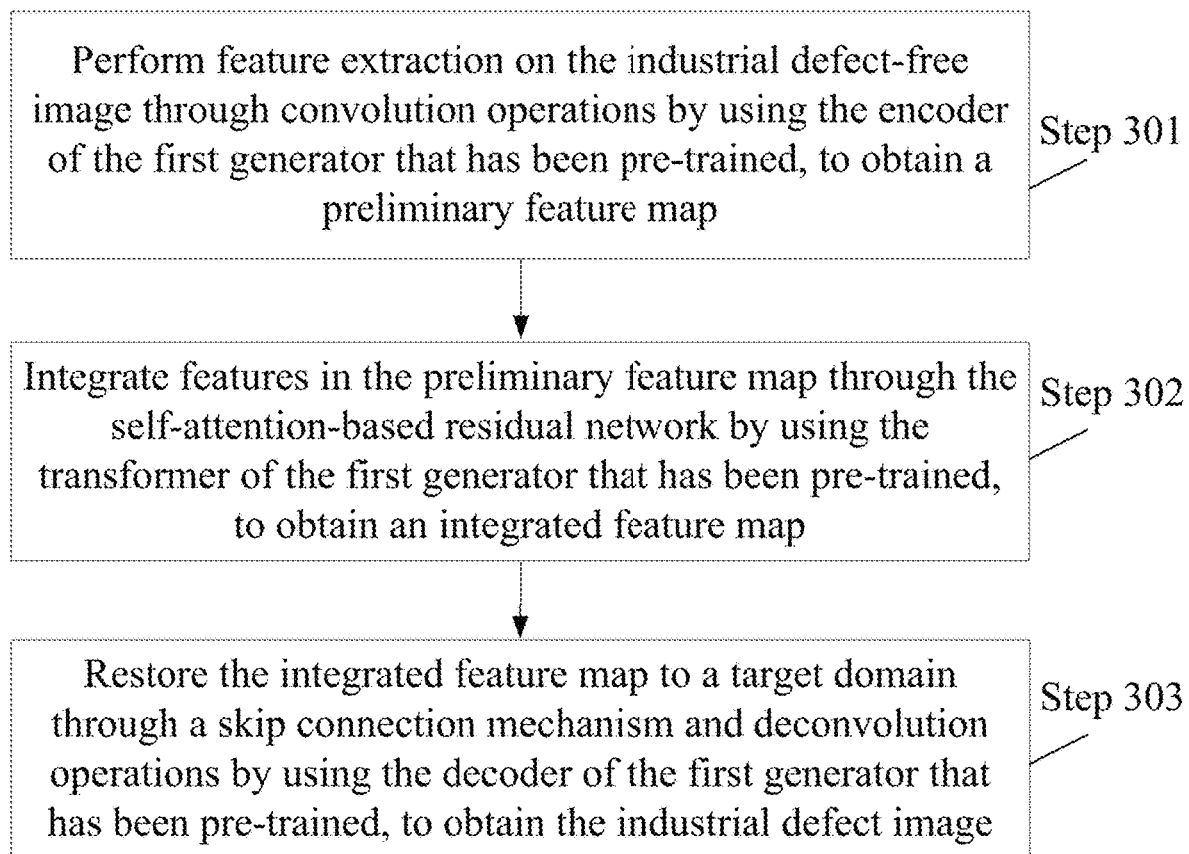 Perform feature extraction on the industrial defect-free
image through convolution operations by using the encoder
of the first generator that has been pre-trained, to obtain a
preliminary feature map
Step 301
Integrate features in the preliminary feature map through the
self-attention-based residual network by using the
transformer of the first generator that has been pre-trained,
to obtain an integrated feature map
Step 302
Restore the integrated feature map to a target domain
through a skip connection mechanism and deconvolution
operations by using the decoder of the first generator that
has been pre-trained, to obtain the industrial defect image
Step 303